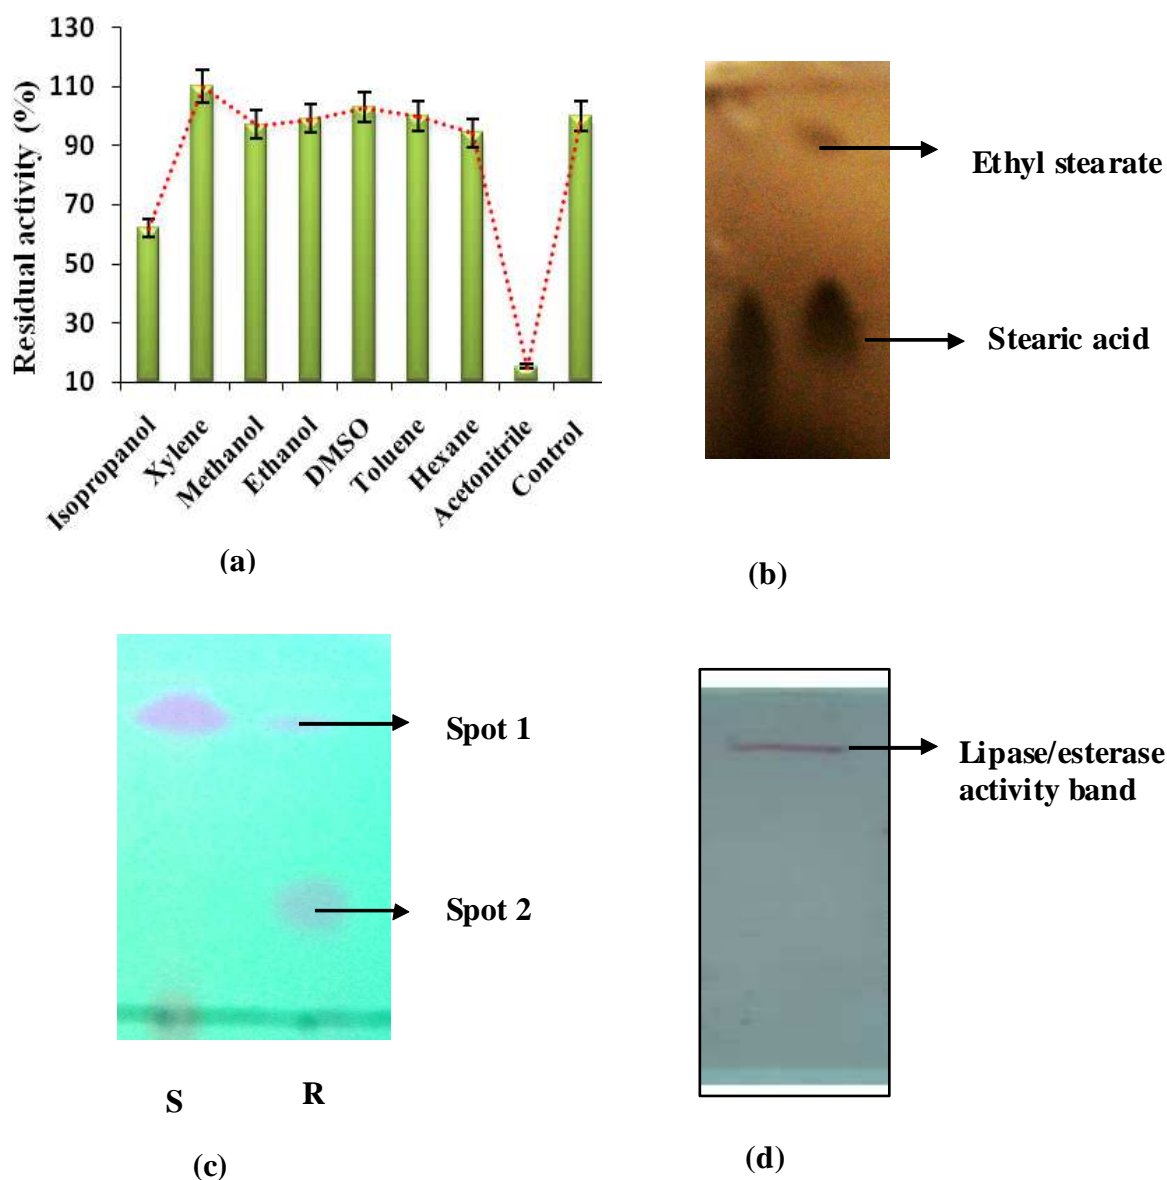 Residual activity (%)
130
110
90
70
50
30
10
Isopropanol
Xylene
Methanol
Ethanol
DMSO
Toluene
Hexane
Acetonitrile
Control
(a)
Ethyl stearate
Stearic acid
(b)
Spot 1
Spot 2
S
R
(c)
Lipase/esterase
activity band
(d)